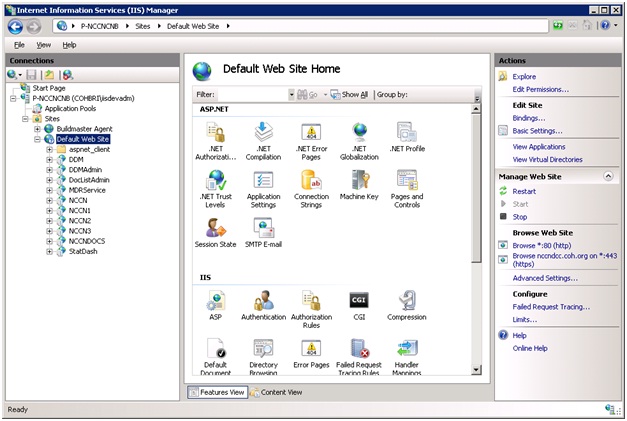 Internet Information Services (IIS) Manager
P-NCCNCNB ▸ Sites ▸ Default Web Site ▸
File View Help
Connections
Start Page
P-NCCNCNB (COHBRI\isdevadm)
Application Pools
Sites
Buildmaster Agent
Default Web Site
aspnet_client
DDM
DDMAdmin
DocListAdmin
MDRService
NCCN
NCCN1
NCCN2
NCCN3
NCCNDOCS
StatDash
Default Web Site Home
Filter: Go Show All Group by:
ASP.NET
.NET Authorizati...
.NET Compilation
.NET Error Pages
.NET Globalization
.NET Profile
.NET Trust Levels
Application Settings
Connection Strings
Machine Key
Pages and Controls
Session State
SMTP E-mail
IIS
ASP
Authentication
Authorization Rules
CGI
Compression
Default Document
Directory Browsing
Error Pages
Failed Request Tracing Rules
Handler Mappings
Features View Content View
Actions
Explore
Edit Permissions...
Edit Site
Bindings...
Basic Settings...
View Applications
View Virtual Directories
Manage Web Site
Restart
Start
Stop
Browse Web Site
Browse *:80 (http)
Browse nccndcc.coh.org on *:443 (https)
Advanced Settings...
Configure
Failed Request Tracing...
Limits...
Help
Online Help
Ready